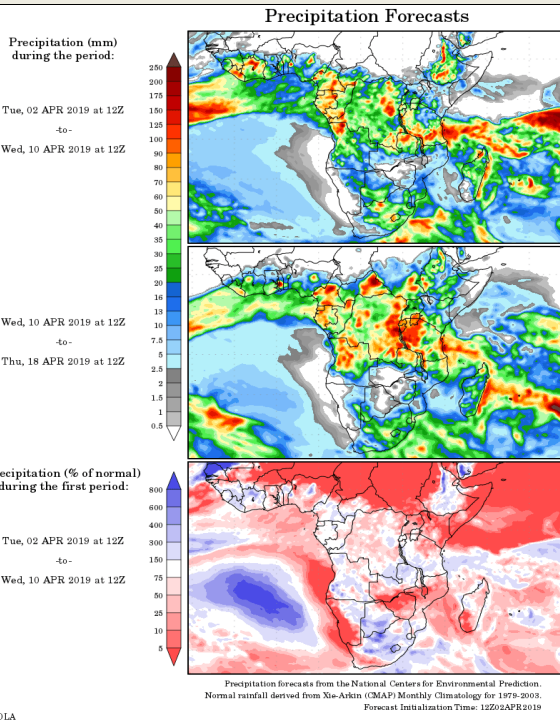 Precipitation Forecasts
Precipitation (mm)
during the period:
Tue, 02 APR 2019 at 12Z
-to-
Wed, 10 APR 2019 at 12Z
250
200
175
150
125
100
90
80
70
60
50
40
35
30
25
20
16
13
10
7.5
5
2.5
2
1.5
1
0.5
Wed, 10 APR 2019 at 12Z
-to-
Thu, 18 APR 2019 at 12Z
ecipitation (% of normal)
during the first period:
Tue, 02 APR 2019 at 12Z
-to-
Wed, 10 APR 2019 at 12Z
800
600
400
300
150
75
50
25
10
5
Precipitation forecasts from the National Centers for Environmental Prediction.
Normal rainfall derived from Xie-Arkin (CMAP) Monthly Climatology for 1979-2003.
Forecast Initialization Time: 12Z02APR2019
OLA